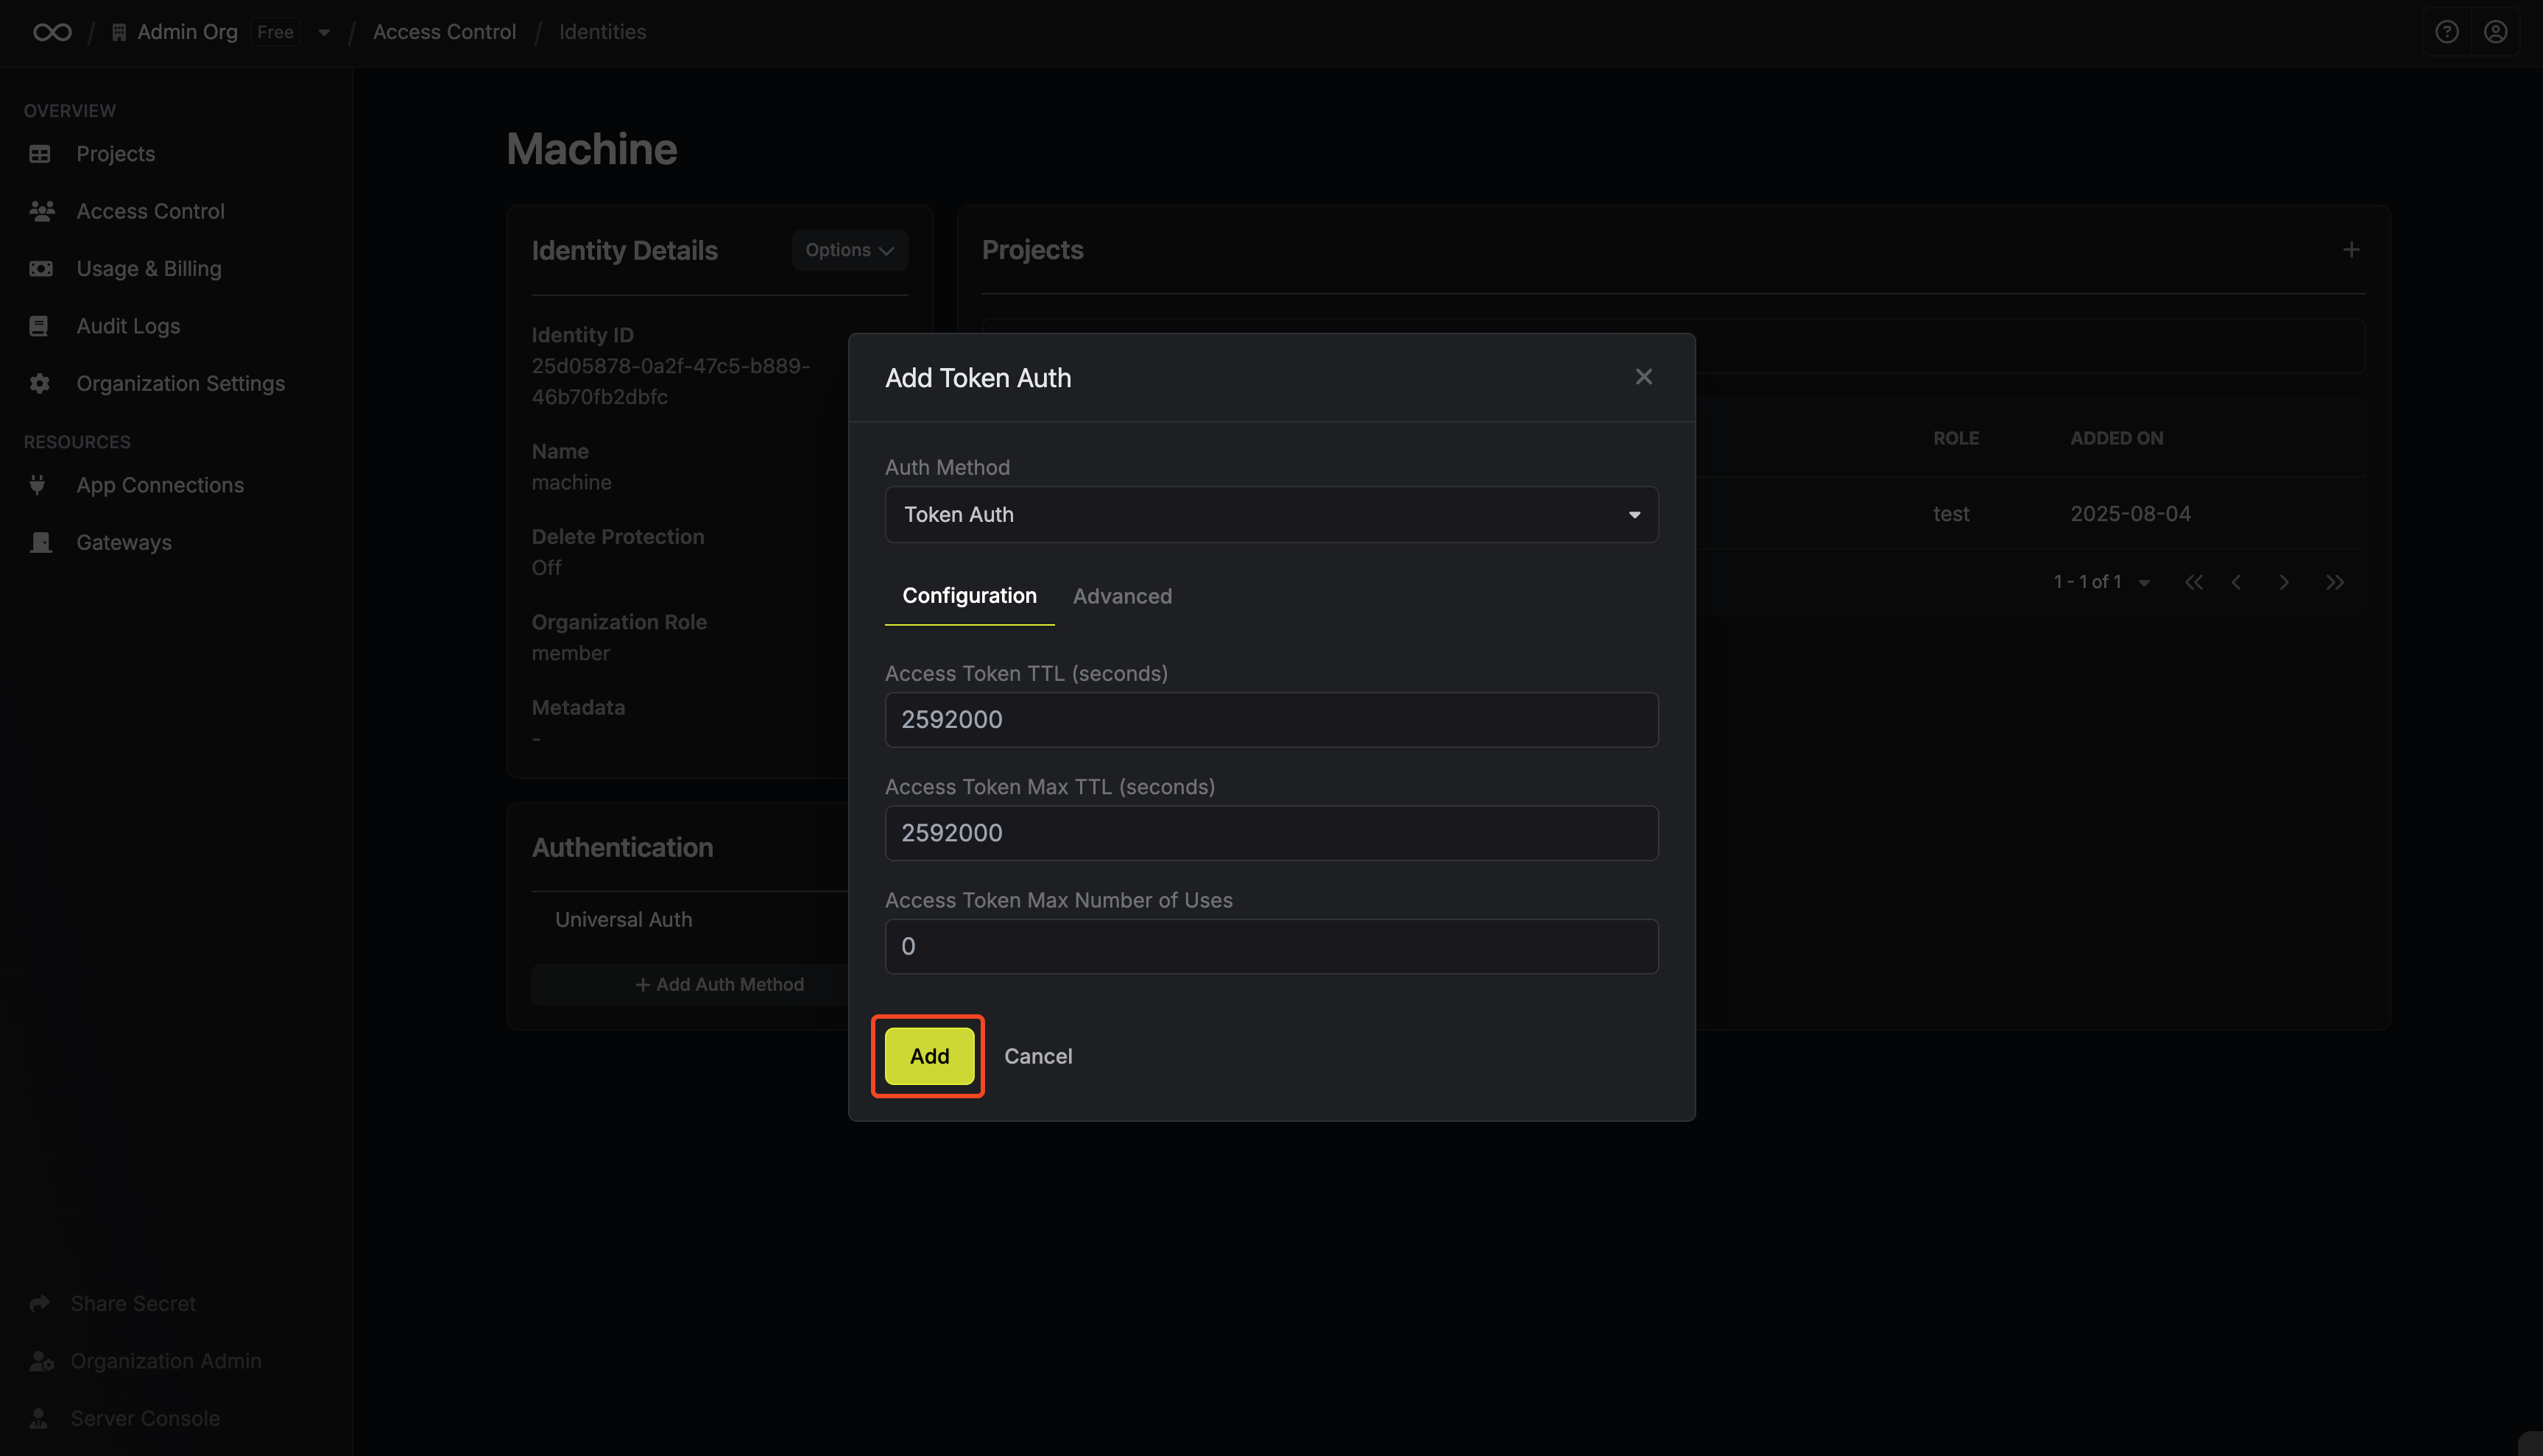 Admin Org Free / Access Control / Identities
OVERVIEW
Projects
Access Control
Usage & Billing
Audit Logs
Organization Settings
RESOURCES
App Connections
Gateways
Share Secret
Organization Admin
Server Console
Machine
Identity Details
Options
Identity ID
25d05878-0a2f-47c5-b889-
46b70fb2dbfc
Name
machine
Delete Protection
Off
Organization Role
member
Metadata
-
Authentication
Universal Auth
+ Add Auth Method
Projects
ROLE ADDED ON
test 2025-08-04
1 - 1 of 1
Add Token Auth
Auth Method
Token Auth
Configuration Advanced
Access Token TTL (seconds)
2592000
Access Token Max TTL (seconds)
2592000
Access Token Max Number of Uses
0
Add Cancel